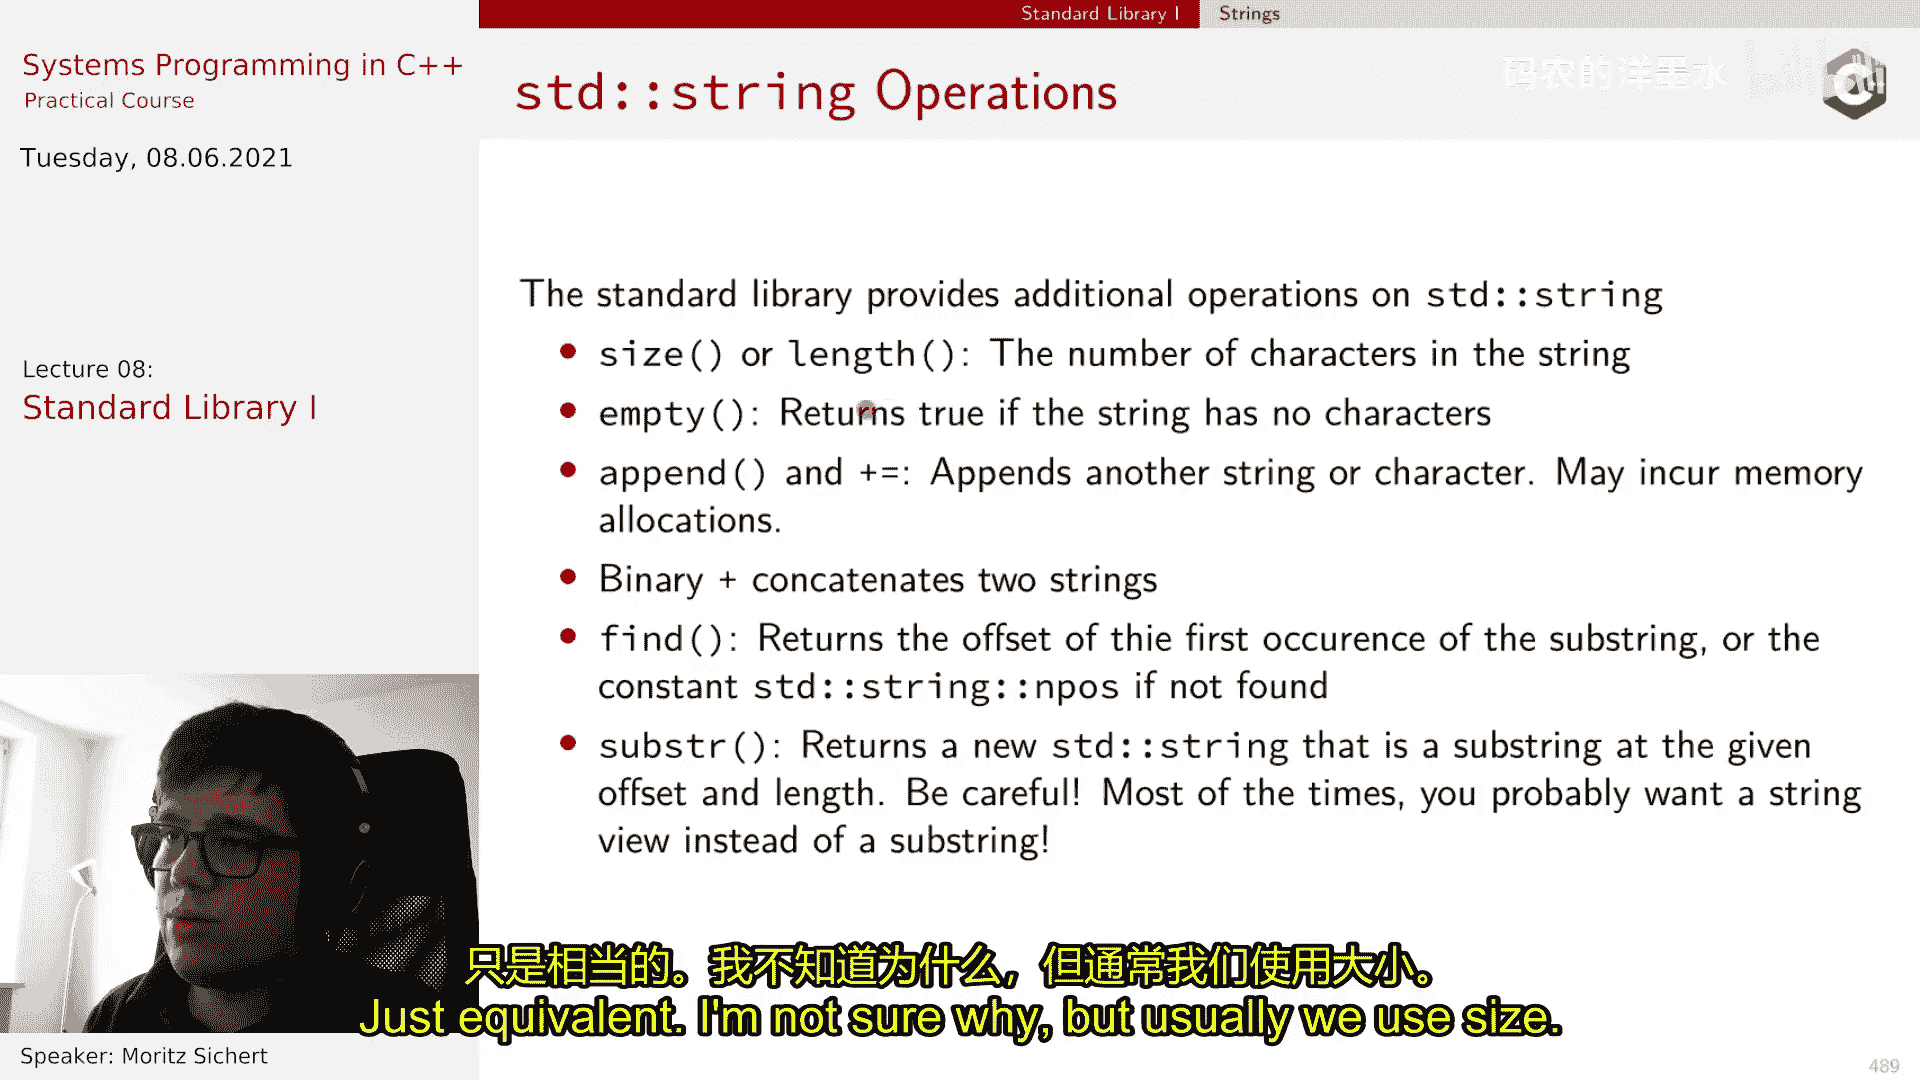 Standard Library I
Strings
Systems Programming in C++
Practical Course
Tuesday, 08.06.2021
Lecture 08:
Standard Library I
std::string Operations
码农的洋墨水
The standard library provides additional operations on std::string
size() or length(): The number of characters in the string
empty(): Returns true if the string has no characters
append() and +=: Appends another string or character. May incur memory
allocations.
Binary + concatenates two strings
find(): Returns the offset of thie first occurence of the substring, or the
constant std::string::npos if not found
substr(): Returns a new std::string that is a substring at the given
offset and length. Be careful! Most of the times, you probably want a string
view instead of a substring!
只是相当的。我不知道为什么，但通常我们使用大小。
Just equivalent. I'm not sure why, but usually we use size.
Speaker: Moritz Sichert
489